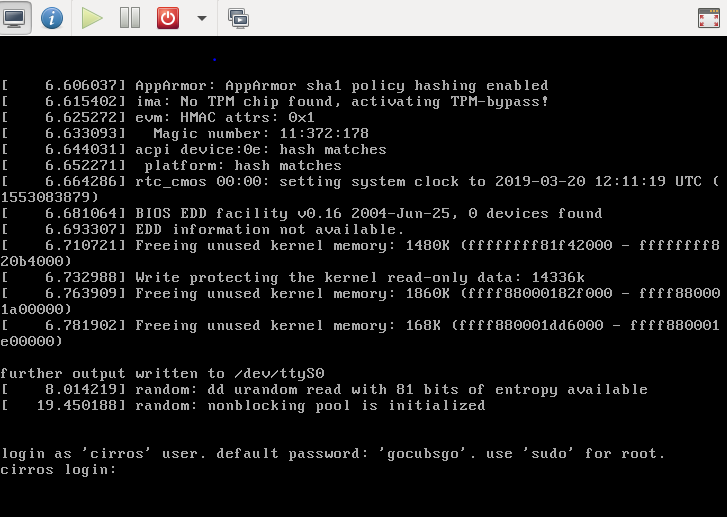 [    6.606037] AppArmor: AppArmor sha1 policy hashing enabled
[    6.615402] ima: No TPM chip found, activating TPM-bypass!
[    6.625272] evm: HMAC attrs: 0x1
[    6.633093]   Magic number: 11:372:178
[    6.644031] acpi device:0e: hash matches
[    6.652271]  platform: hash matches
[    6.664286] rtc_cmos 00:00: setting system clock to 2019-03-20 12:11:19 UTC (
1553083879)
[    6.681064] BIOS EDD facility v0.16 2004-Jun-25, 0 devices found
[    6.693307] EDD information not available.
[    6.710721] Freeing unused kernel memory: 1480K (ffffffff81f42000 - ffffffff8
20b4000)
[    6.732988] Write protecting the kernel read-only data: 14336k
[    6.763909] Freeing unused kernel memory: 1860K (ffff88000182f000 - ffff88000
1a00000)
[    6.781902] Freeing unused kernel memory: 168K (ffff880001dd6000 - ffff880001
e00000)
further output written to /dev/ttyS0
[    8.014219] random: dd urandom read with 81 bits of entropy available
[   19.450188] random: nonblocking pool is initialized
login as 'cirros' user. default password: 'gocubsgo'. use 'sudo' for root.
cirros login: